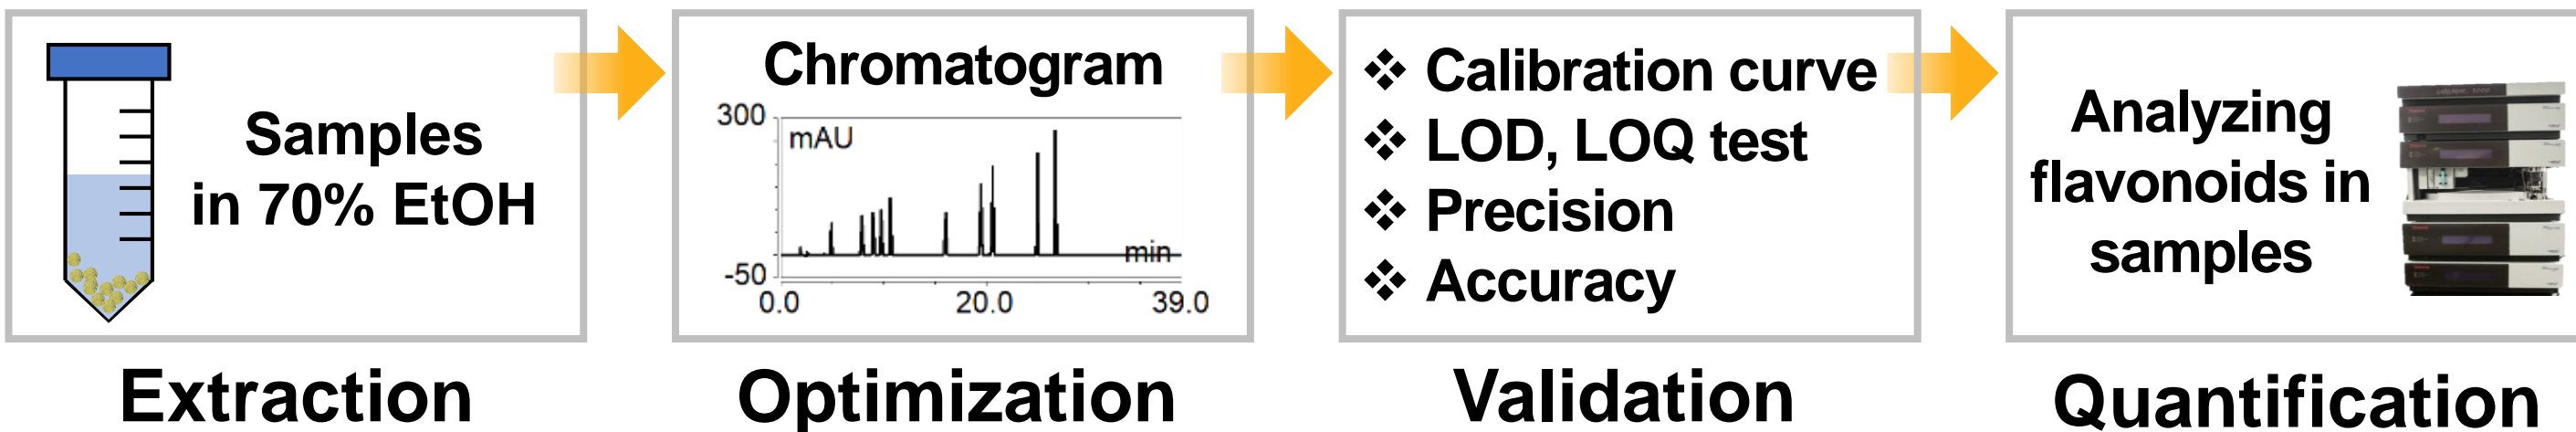 Samples
in 70% EtOH
Extraction
Chromatogram
300
mAU
min
-50
0.0
20.0
39.0
Optimization
❖ Calibration curve
❖ LOD, LOQ test
❖ Precision
❖ Accuracy
Validation
Analyzing
flavonoids in
samples
Quantification